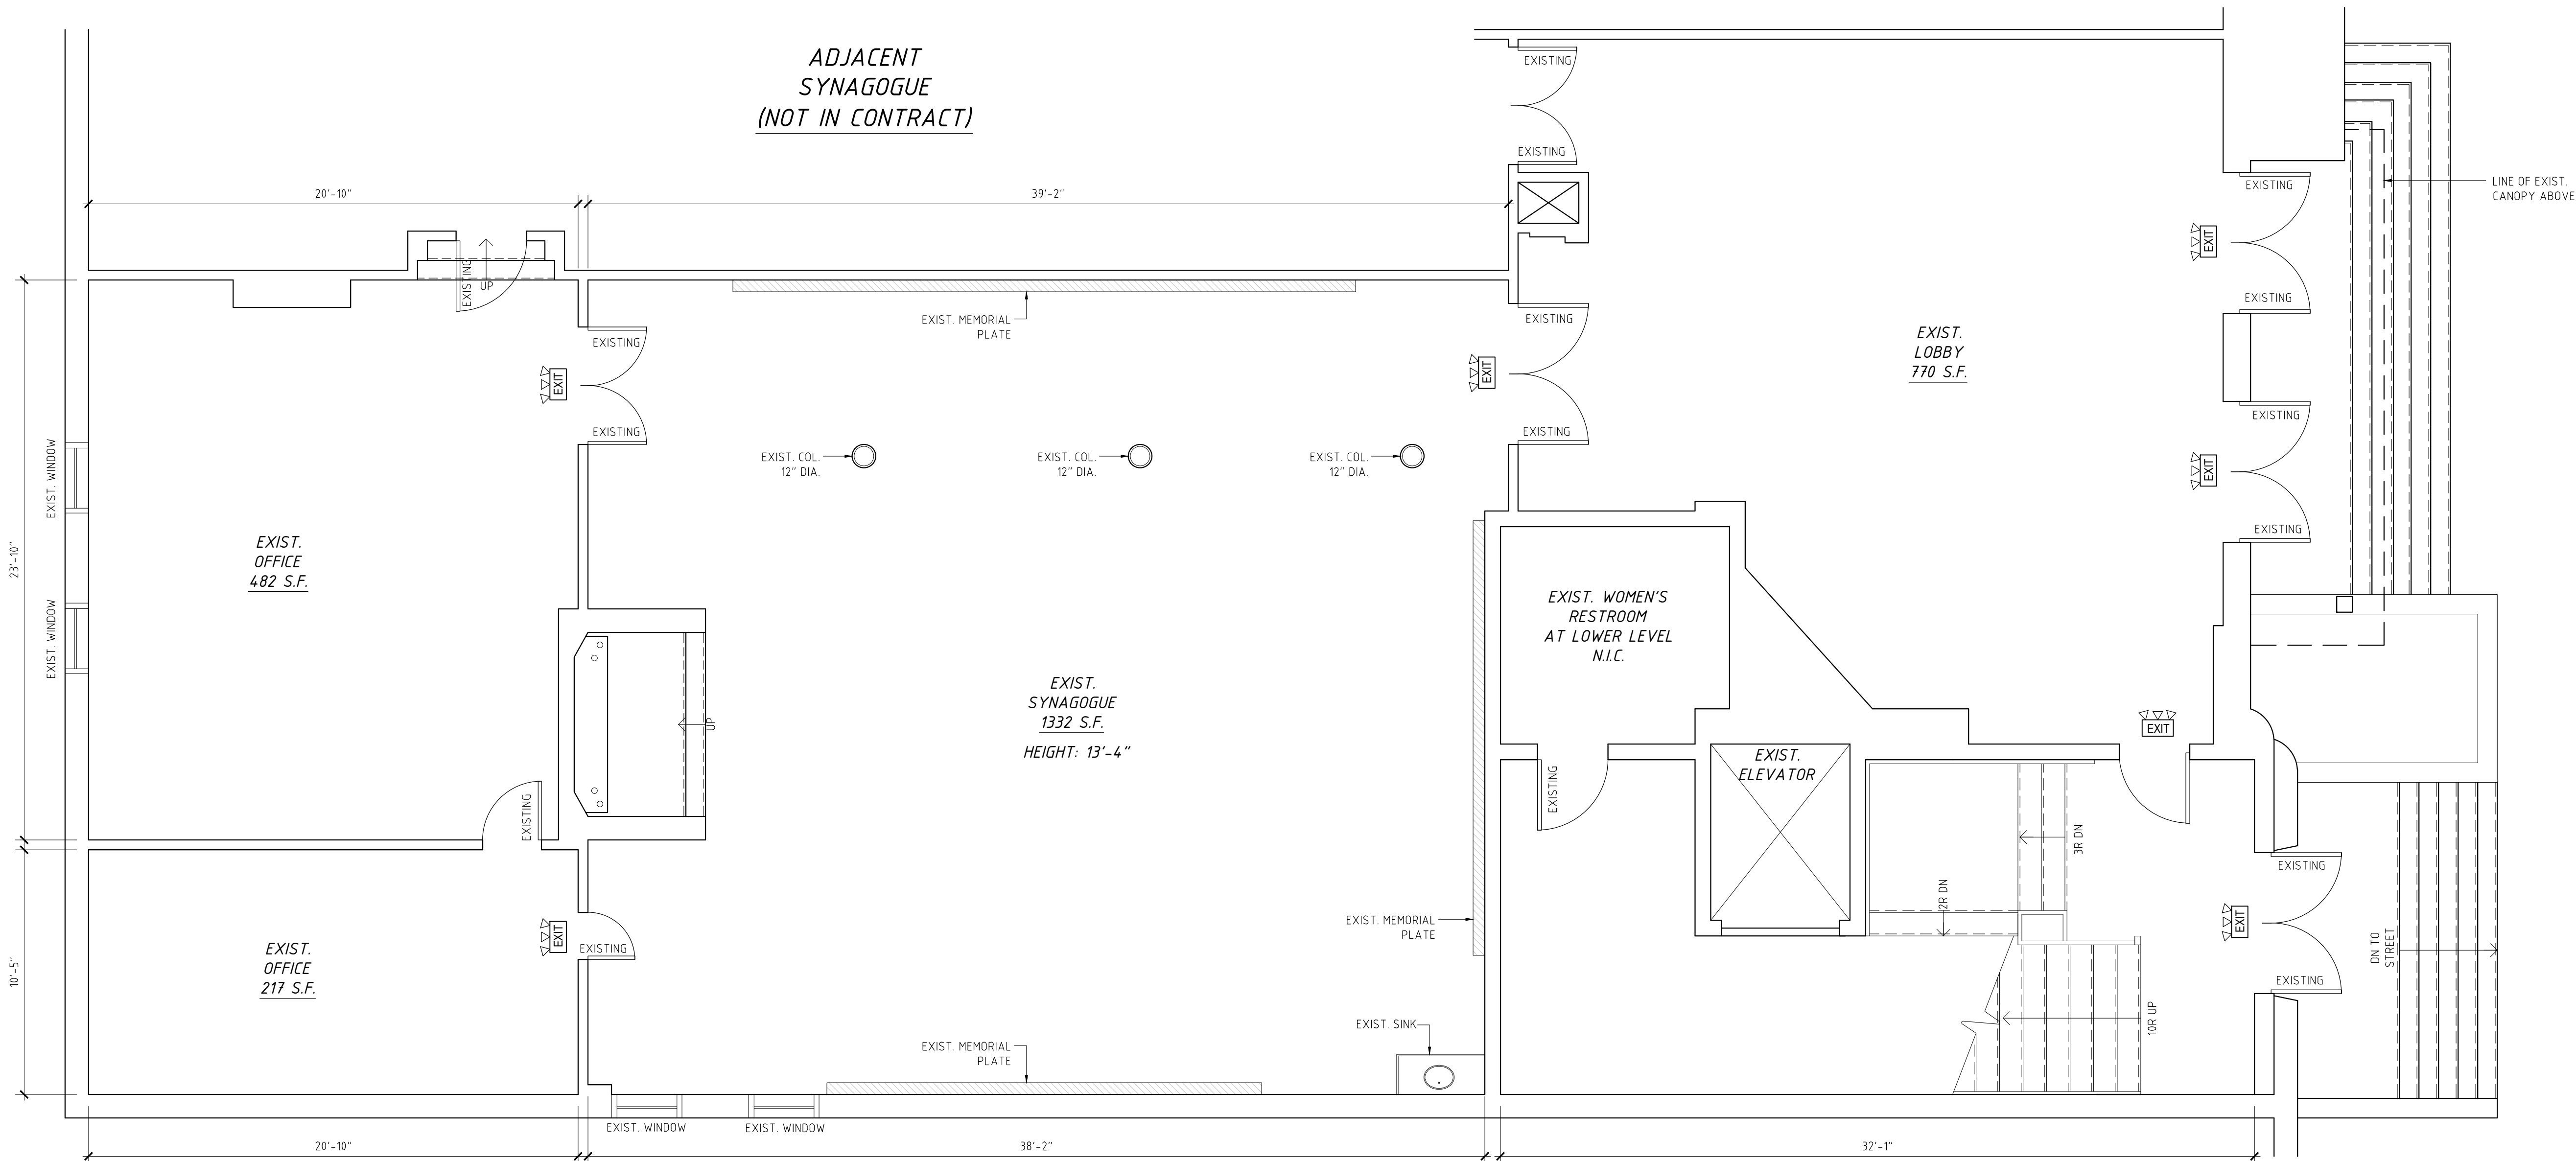 ADJACENT
SYNAGOGUE
(NOT IN CONTRACT)
EXISTING
EXISTING
20'-10"
39'-2"
LINE OF EXIST.
CANOPY ABOVE
EXISTING
EXIT
EXISTING
EXISTING
UP
EXIST. MEMORIAL
PLATE
EXISTING
EXISTING
EXIT
EXISTING
EXIT
EXISTING
EXIST.
LOBBY
770 S.F.
EXISTING
EXIT
EXISTING
EXIST. WINDOW
EXIST. COL.
12" DIA.
EXIST. COL.
12" DIA.
EXIST. COL.
12" DIA.
23'-10"
EXIST.
OFFICE
482 S.F.
EXIST. WINDOW
EXIST. WOMEN'S
RESTROOM
AT LOWER LEVEL
N.I.C.
EXIST.
SYNAGOGUE
1332 S.F.
HEIGHT: 13'-4"
UP
EXIT
EXIST.
ELEVATOR
EXISTING
EXISTING
3R DN
2R DN
EXISTING
EXIT
EXISTING
DN TO
STREET
10'-5"
EXIST.
OFFICE
217 S.F.
EXIT
EXISTING
EXIST. MEMORIAL
PLATE
10R UP
EXIST. SINK
EXIST. MEMORIAL
PLATE
EXIST. WINDOW
EXIST. WINDOW
20'-10"
38'-2"
32'-1"